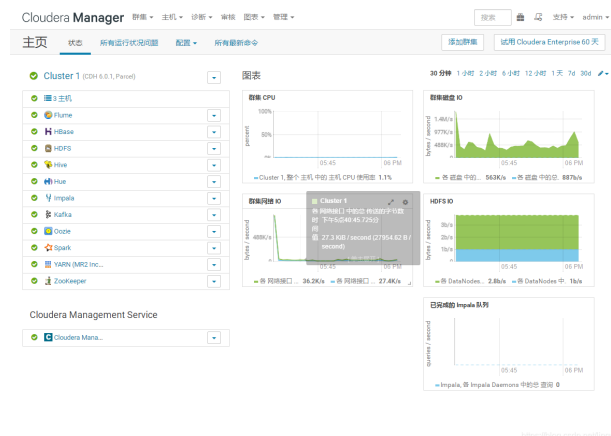 Cloudera Manager 群集 主机 诊断 审核 图表 管理 搜索 支持 admin
主页 状态 所有运行状况问题 配置 所有最新命令 添加群集 试用 Cloudera Enterprise 60 天
Cluster 1 (CDH 6.0.1, Parcel)
3 主机
Flume
HBase
HDFS
Hive
Hue
Impala
Kafka
Oozie
Spark
YARN (MR2 Inc...
ZooKeeper
Cloudera Management Service
Cloudera Mana...
图表
30 分钟 1 小时 2 小时 6 小时 12 小时 1 天 7d 30d
群集 CPU
percent
100%
50%
0%
05:45 06 PM
Cluster 1, 整个 主机 中的 主机 CPU 使用率 1.1%
群集磁盘 IO
bytes / second
1.4M/s
977K/s
488K/s
0
05:45 06 PM
各 磁盘 中的... 563K/s 各 磁盘 中的总... 887b/s
群集网络 IO
bytes / second
488K/s
0
各 网络接口 ... 36.2K/s 各 网络接口 ... 27.4K/s
Cluster 1
各 网络接口 中的总 传送的字节数
时间 下午5点48:45.725分
值 27.3 KiB / second (27954.62 B / second)
HDFS IO
bytes / second
3b/s
2b/s
1b/s
0
05:45 06 PM
各 DataNodes... 2.8b/s 各 DataNodes 中. 1b/s
已完成的 Impala 队列
queries / second
05:45 06 PM
Impala, 各 Impala Daemons 中的总 查询 0